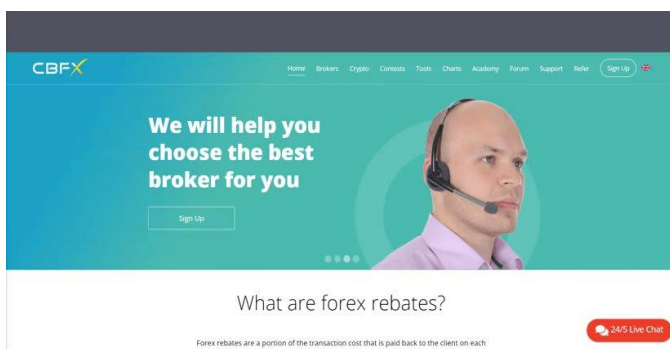 CBFX
Home Brokers Crypto Contests Tools Charts Academy Forum Support Refer Sign Up
We will help you
choose the best
broker for you
Sign Up
What are forex rebates?
Forex rebates are a portion of the transaction cost that is paid back to the client on each
24/5 Live Chat